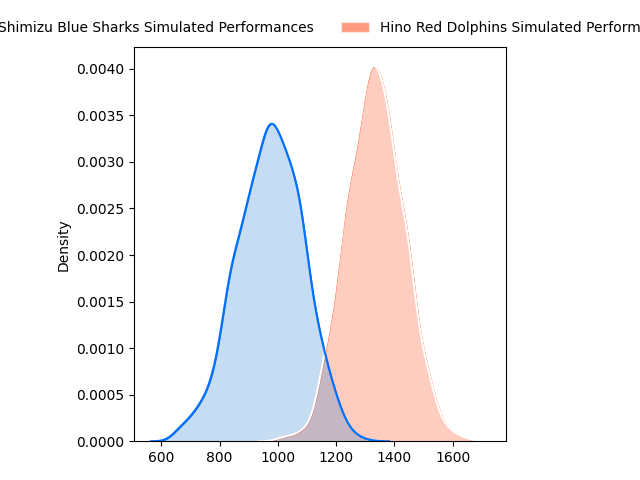 Shimizu Blue Sharks Simulated Performances
Hino Red Dolphins Simulated Perform
0.0040
0.0035
0.0030
0.0025
0.0020
0.0015
0.0010
0.0005
0.0000
Density
600 800 1000 1200 1400 1600